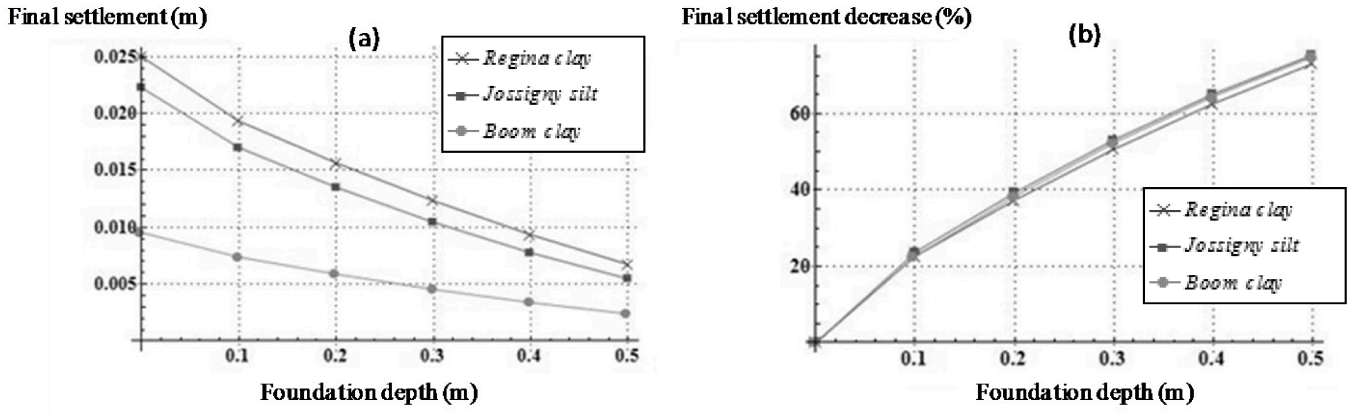 Final settlement (m)
(a)
0.025
0.020
0.015
0.010
0.005
0.1 0.2 0.3 0.4 0.5
Foundation depth (m)
Regina clay
Jossigny silt
Boom clay
Final settlement decrease (%)
(b)
60
40
20
0.1 0.2 0.3 0.4 0.5
Foundation depth (m)
Regina clay
Jossigny silt
Boom clay